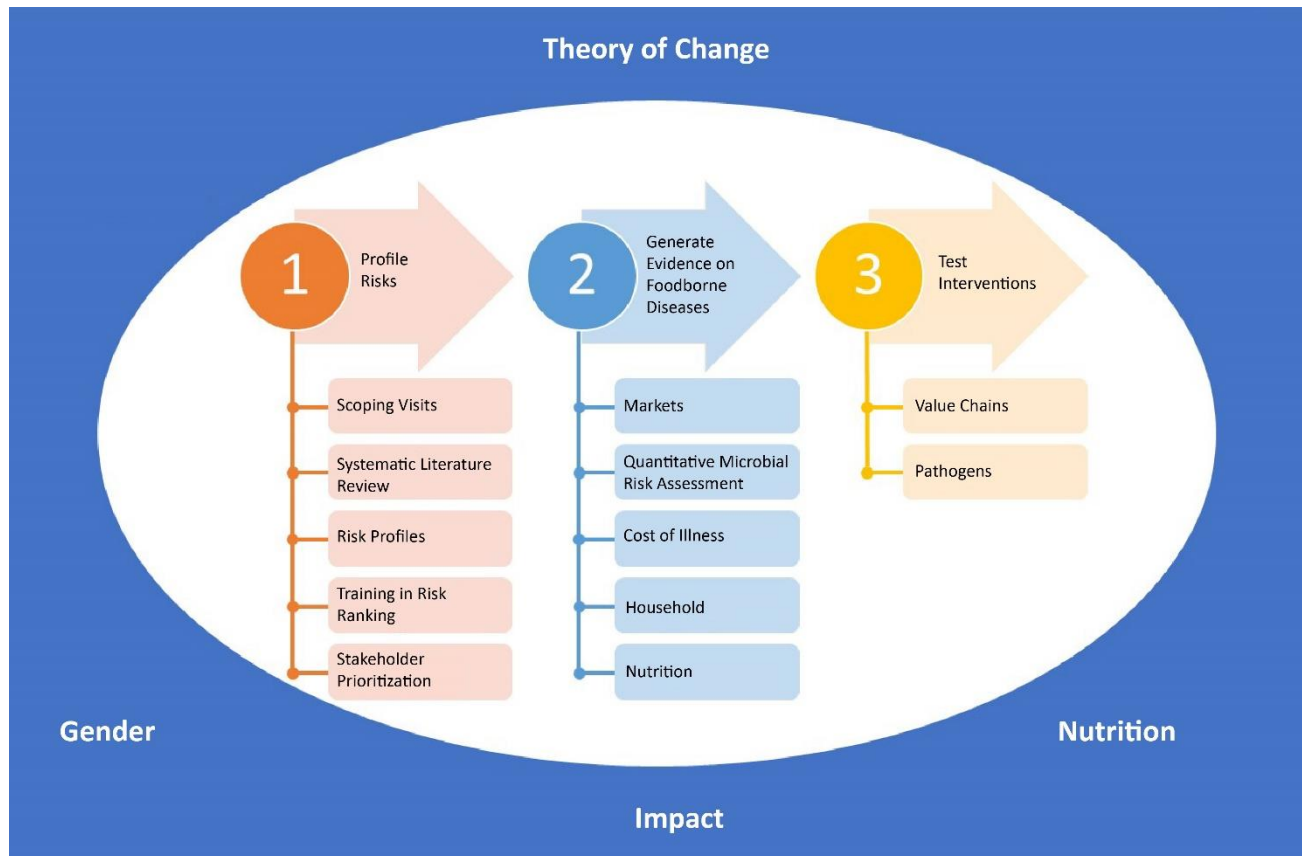 Theory of Change
1
Profile
Risks
Scoping Visits
Systematic Literature
Review
Risk Profiles
Training in Risk
Ranking
Stakeholder
Prioritization
2
Generate
Evidence on
Foodborne
Diseases
Markets
Quantitative Microbial
Risk Assessment
Cost of Illness
Household
Nutrition
3
Test
Interventions
Value Chains
Pathogens
Gender
Nutrition
Impact